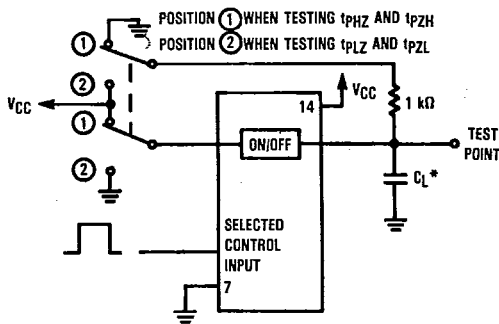 POSITION ① WHEN TESTING tPHZ AND tPZH
POSITION ② WHEN TESTING tPLZ AND tPZL
①
②
VCC
①
②
14
VCC
1 kΩ
ON/OFF
TEST
POINT
CL*
SELECTED
CONTROL
INPUT
7